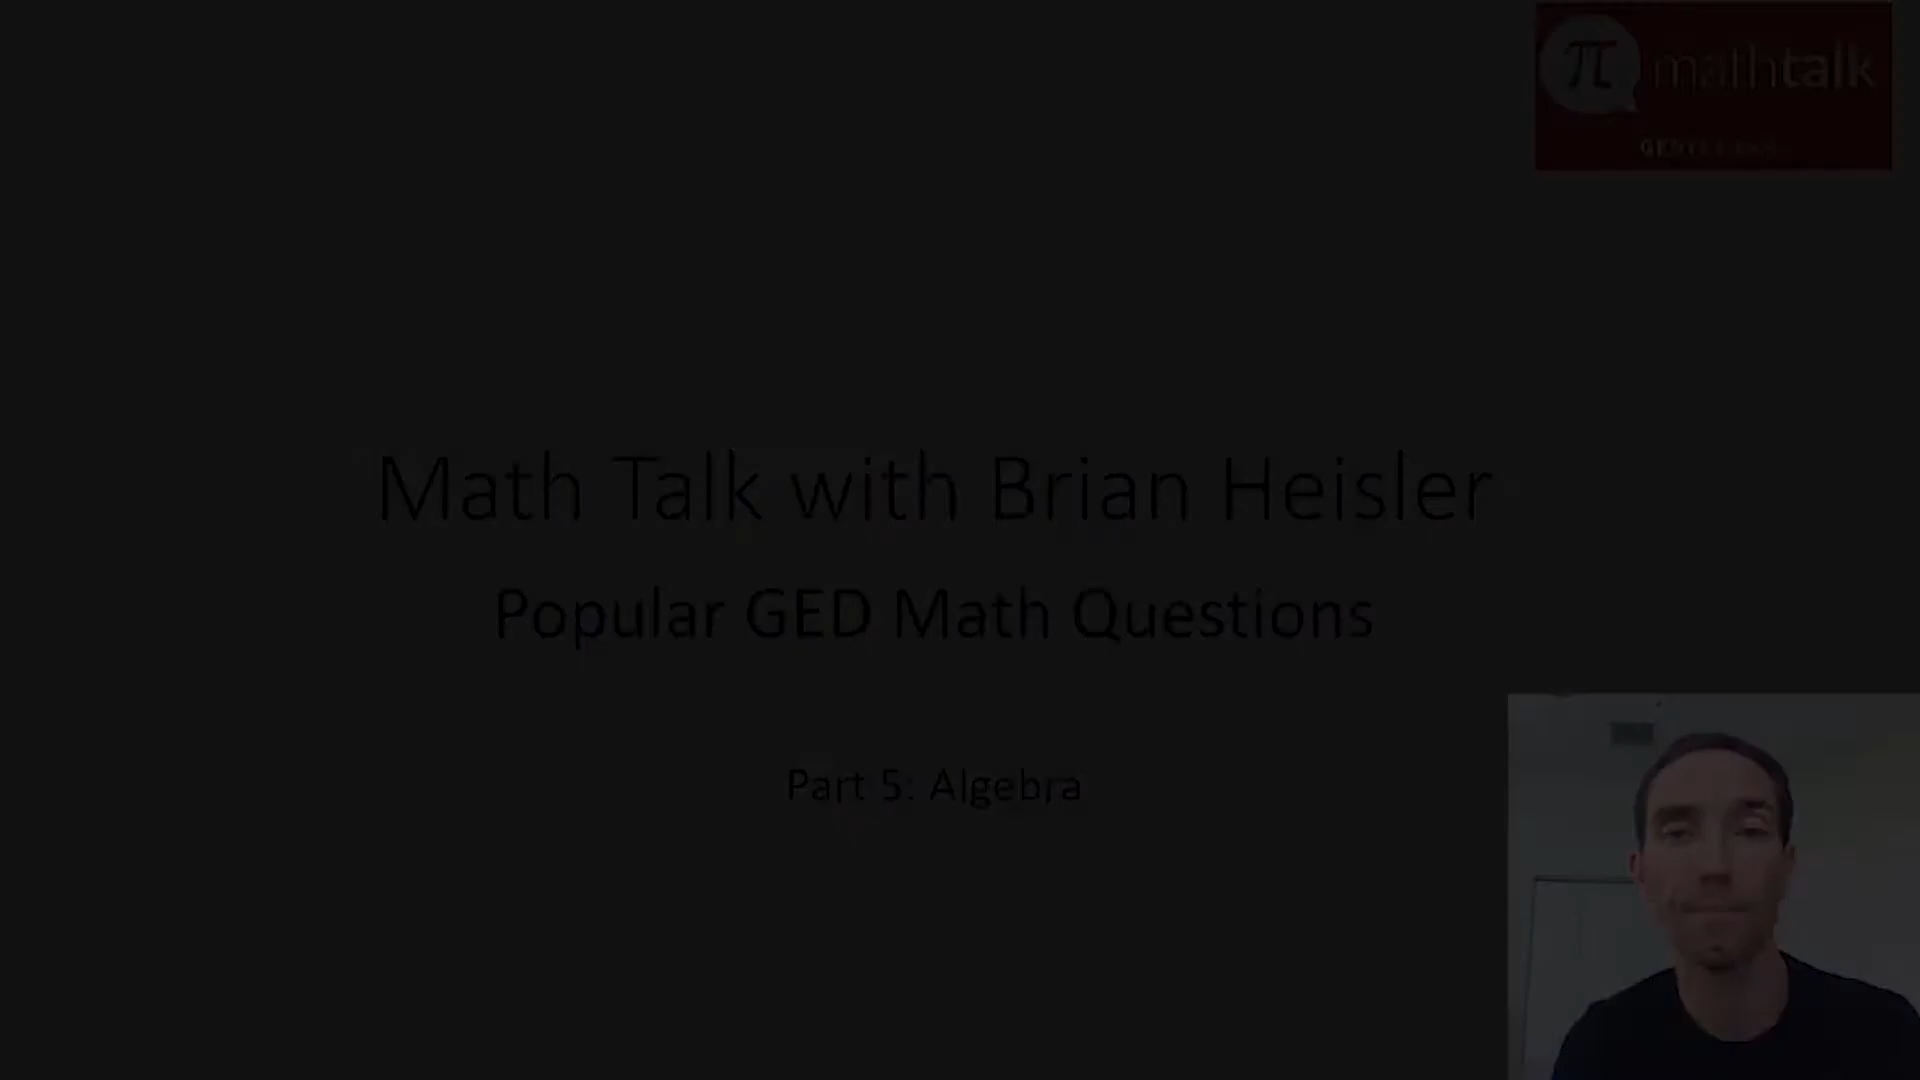 π mathtalk
Math Talk with Brian Heisler
Popular GED Math Questions
Part 5: Algebra